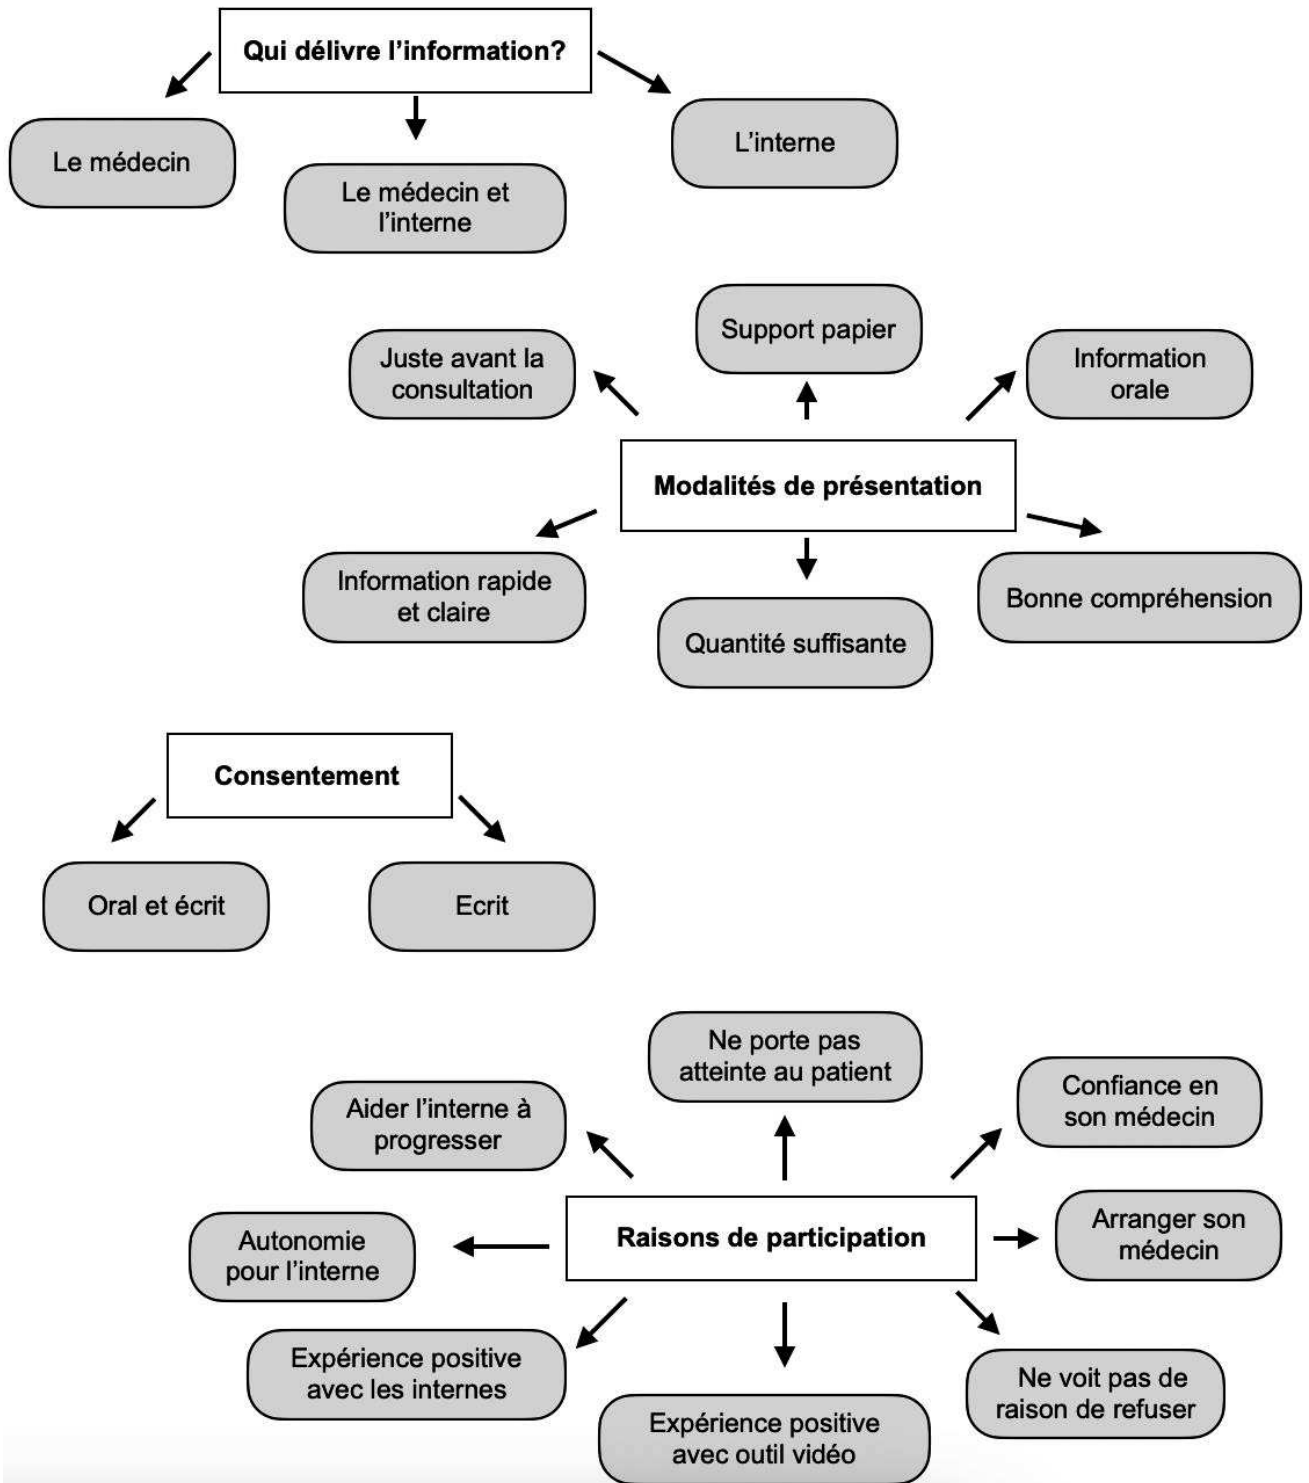 Qui délivre l’information?
Le médecin
Le médecin et
l’interne
L’interne
Juste avant la
consultation
Support papier
Information
orale
Modalités de présentation
Information rapide
et claire
Quantité suffisante
Bonne compréhension
Consentement
Oral et écrit
Ecrit
Ne porte pas
atteinte au patient
Aider l’interne à
progresser
Confiance en
son médecin
Raisons de participation
Autonomie
pour l’interne
Arranger son
médecin
Expérience positive
avec les internes
Expérience positive
avec outil vidéo
Ne voit pas de
raison de refuser